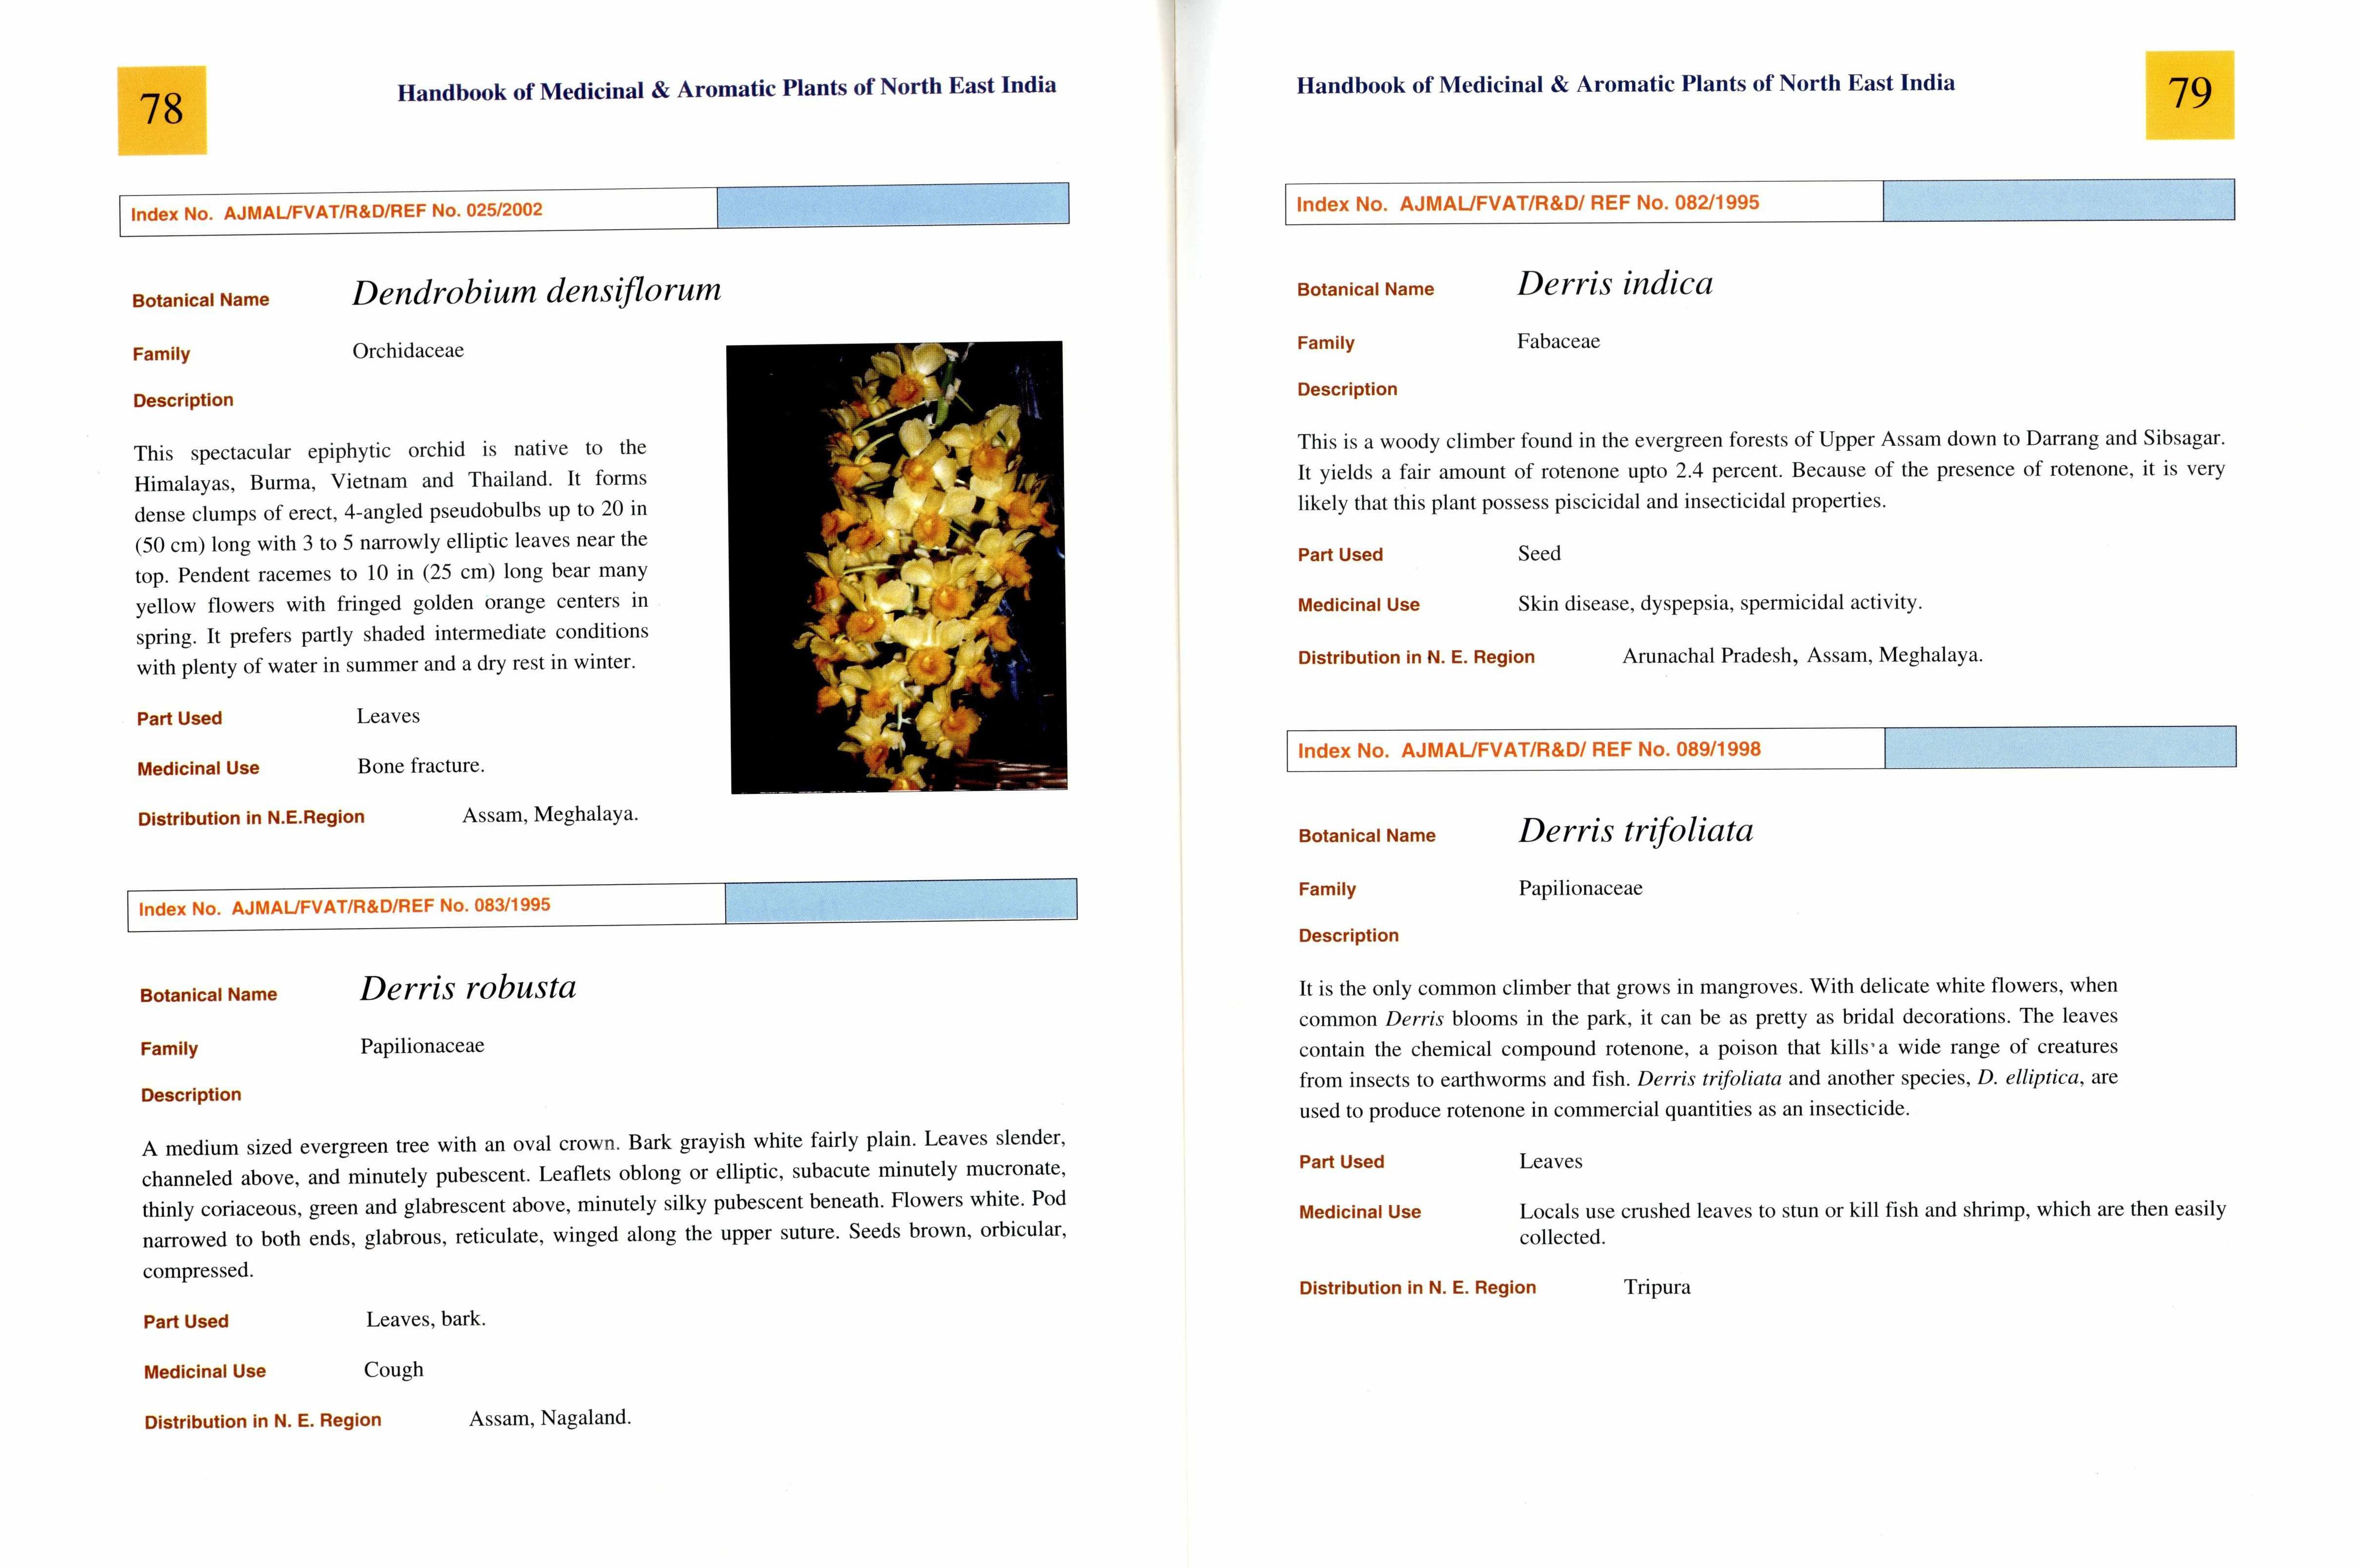 78
Handbook of Medicinal & Aromatic Plants of North East India
Index No. AJMAL/FVAT/R&D/REF No. 025/2002
Botanical Name Dendrobium densiflorum
Family Orchidaceae
Description
This spectacular epiphytic orchid is native to the
Himalayas, Burma, Vietnam and Thailand. It forms
dense clumps of erect, 4-angled pseudobulbs up to 20 in
(50 cm) long with 3 to 5 narrowly elliptic leaves near the
top. Pendent racemes to 10 in (25 cm) long bear many
yellow flowers with fringed golden orange centers in
spring. It prefers partly shaded intermediate conditions
with plenty of water in summer and a dry rest in winter.
Part Used Leaves
Medicinal Use Bone fracture.
Distribution in N.E.Region Assam, Meghalaya.
Index No. AJMAL/FVAT/R&D/REF No. 083/1995
Botanical Name Derris robusta
Family Papilionaceae
Description
A medium sized evergreen tree with an oval crown. Bark grayish white fairly plain. Leaves slender,
channeled above, and minutely pubescent. Leaflets oblong or elliptic, subacute minutely mucronate,
thinly coriaceous, green and glabrescent above, minutely silky pubescent beneath. Flowers white. Pod
narrowed to both ends, glabrous, reticulate, winged along the upper suture. Seeds brown, orbicular,
compressed.
Part Used Leaves, bark.
Medicinal Use Cough
Distribution in N. E. Region Assam, Nagaland.
Handbook of Medicinal & Aromatic Plants of North East India
79
Index No. AJMAL/FVAT/R&D/ REF No. 082/1995
Botanical Name Derris indica
Family Fabaceae
Description
This is a woody climber found in the evergreen forests of Upper Assam down to Darrang and Sibsagar.
It yields a fair amount of rotenone upto 2.4 percent. Because of the presence of rotenone, it is very
likely that this plant possess piscicidal and insecticidal properties.
Part Used Seed
Medicinal Use Skin disease, dyspepsia, spermicidal activity.
Distribution in N. E. Region Arunachal Pradesh, Assam, Meghalaya.
Index No. AJMAL/FVAT/R&D/ REF No. 089/1998
Botanical Name Derris trifoliata
Family Papilionaceae
Description
It is the only common climber that grows in mangroves. With delicate white flowers, when
common Derris blooms in the park, it can be as pretty as bridal decorations. The leaves
contain the chemical compound rotenone, a poison that kills a wide range of creatures
from insects to earthworms and fish. Derris trifoliata and another species, D. elliptica, are
used to produce rotenone in commercial quantities as an insecticide.
Part Used Leaves
Medicinal Use Locals use crushed leaves to stun or kill fish and shrimp, which are then easily
collected.
Distribution in N. E. Region Tripura